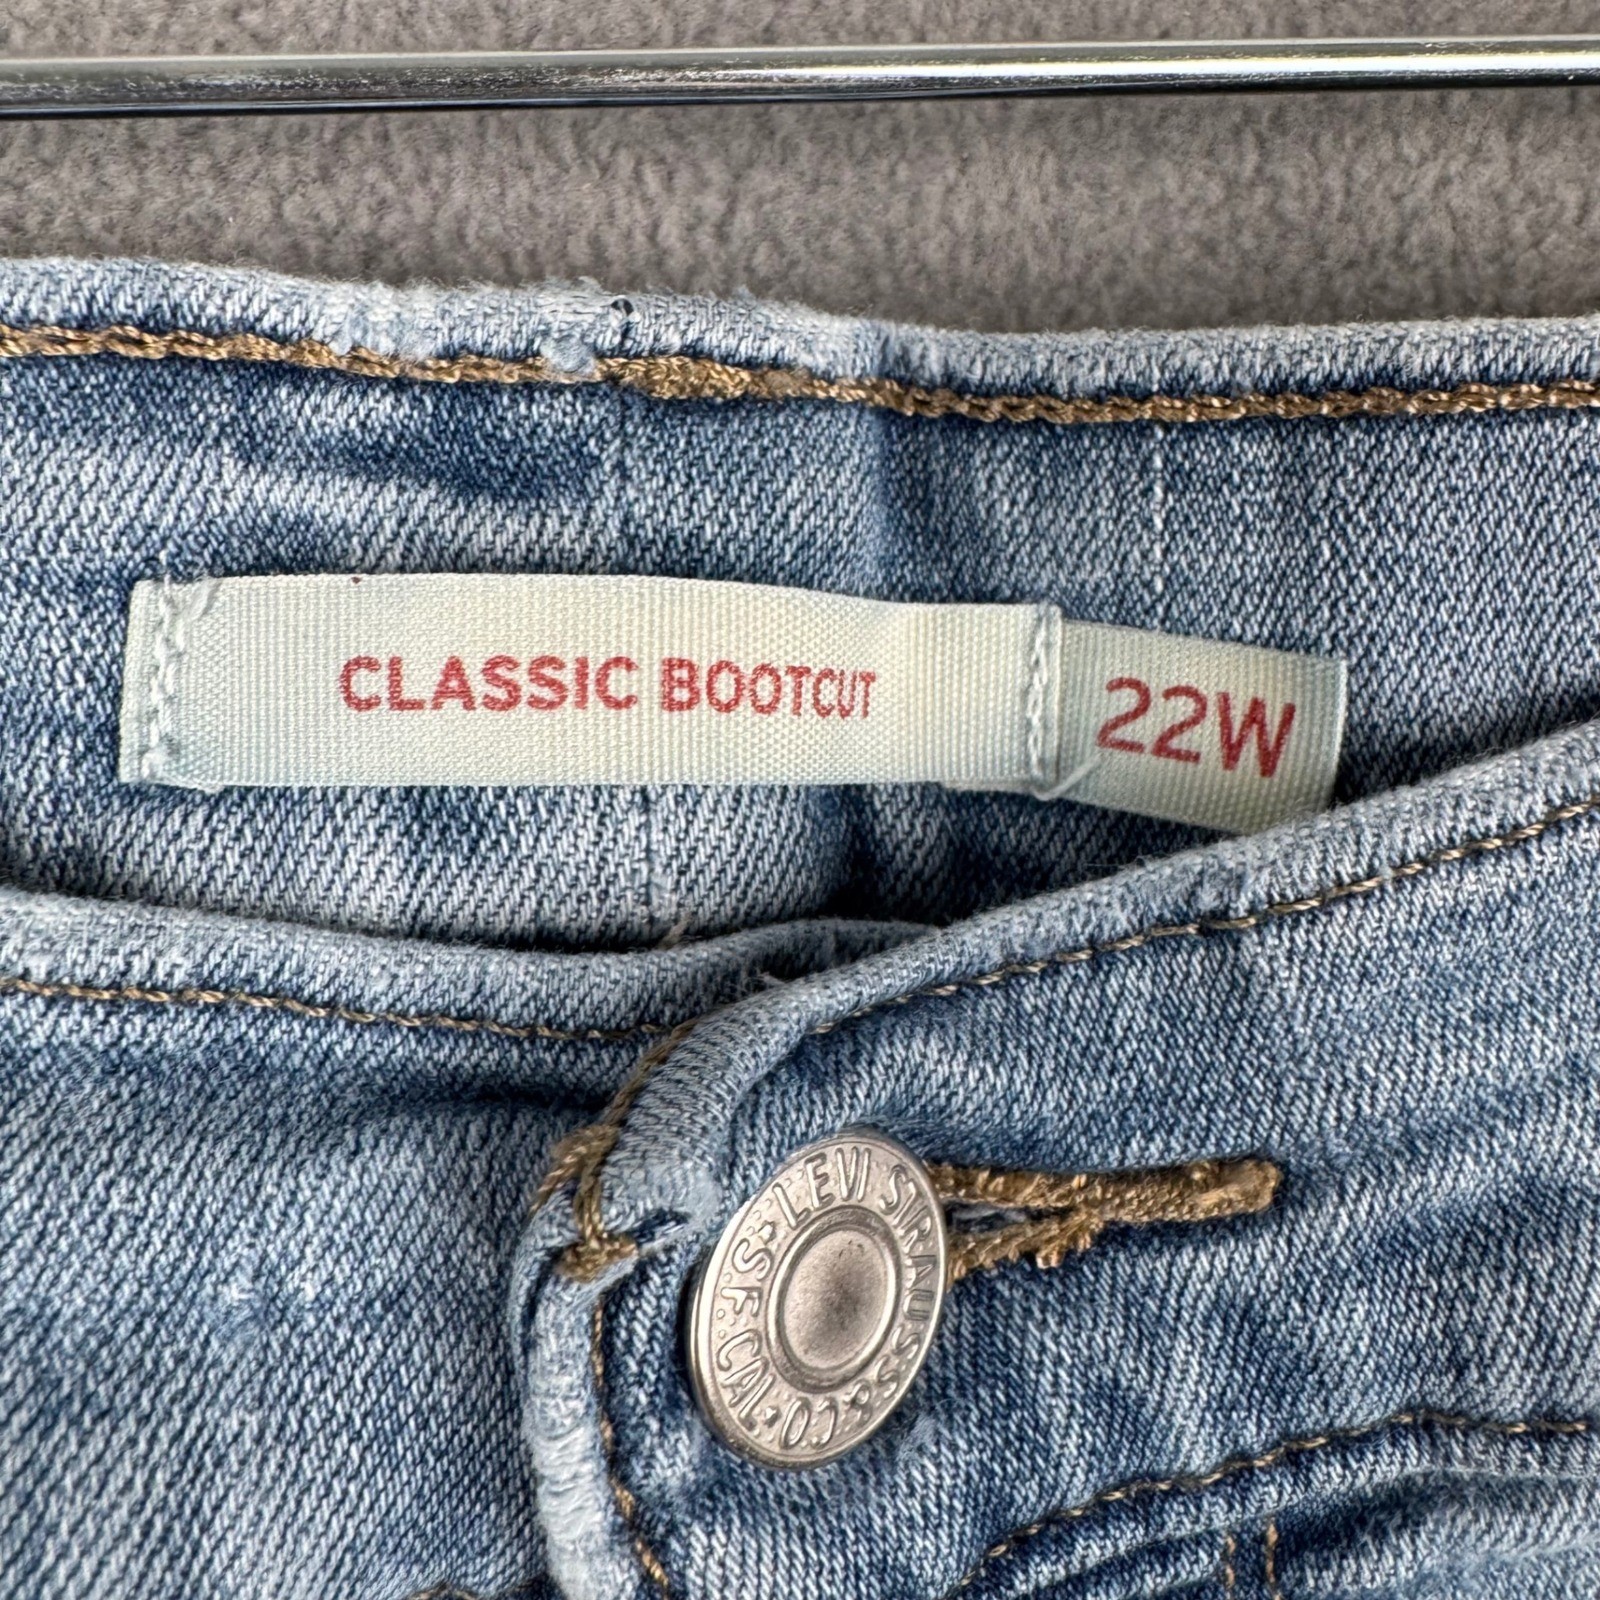 CLASSIC BOOTCUT
22W
LEVI STRAUSS & CO. S.F. CAL.